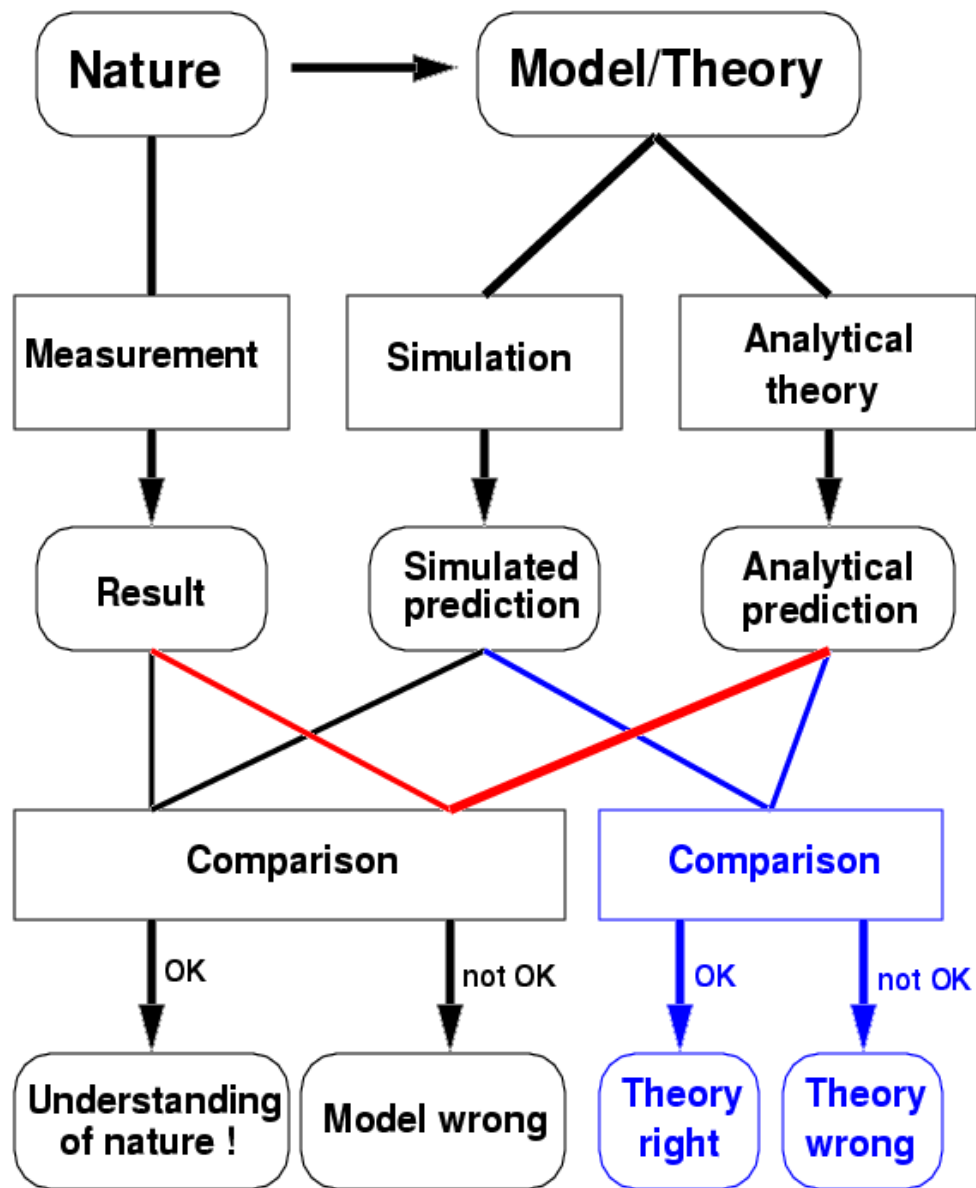 Nature
Model/Theory
Measurement
Simulation
Analytical
theory
Result
Simulated
prediction
Analytical
prediction
Comparison
Comparison
OK
not OK
OK
not OK
Understanding
of nature !
Model wrong
Theory
right
Theory
wrong